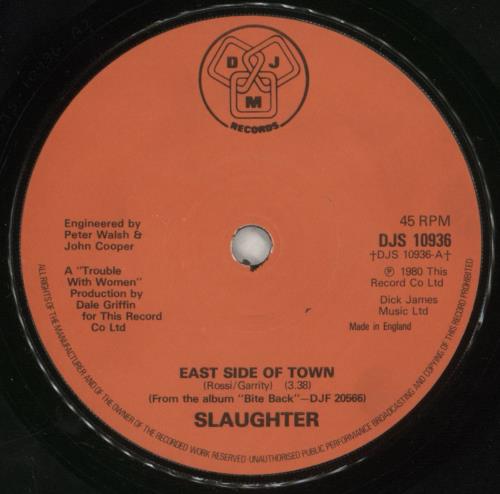 D J
M
RECORDS
Engineered by
Peter Walsh &
John Cooper
A "Trouble
With Women"
Production by
Dale Griffin
for This Record
Co Ltd
45 RPM
DJS 10936
†DJS 10936-A†
℗ 1980 This
Record Co Ltd
Dick James
Music Ltd
Made in England
EAST SIDE OF TOWN
(Rossi/Garrity) (3.38)
(From the album "Bite Back"—DJF 20566)
SLAUGHTER
ALL RIGHTS OF THE MANUFACTURER AND OF THE OWNER OF THE RECORDED WORK RESERVED·UNAUTHORISED PUBLIC PERFORMANCE BROADCASTING AND COPYING OF THIS RECORD PROHIBITED